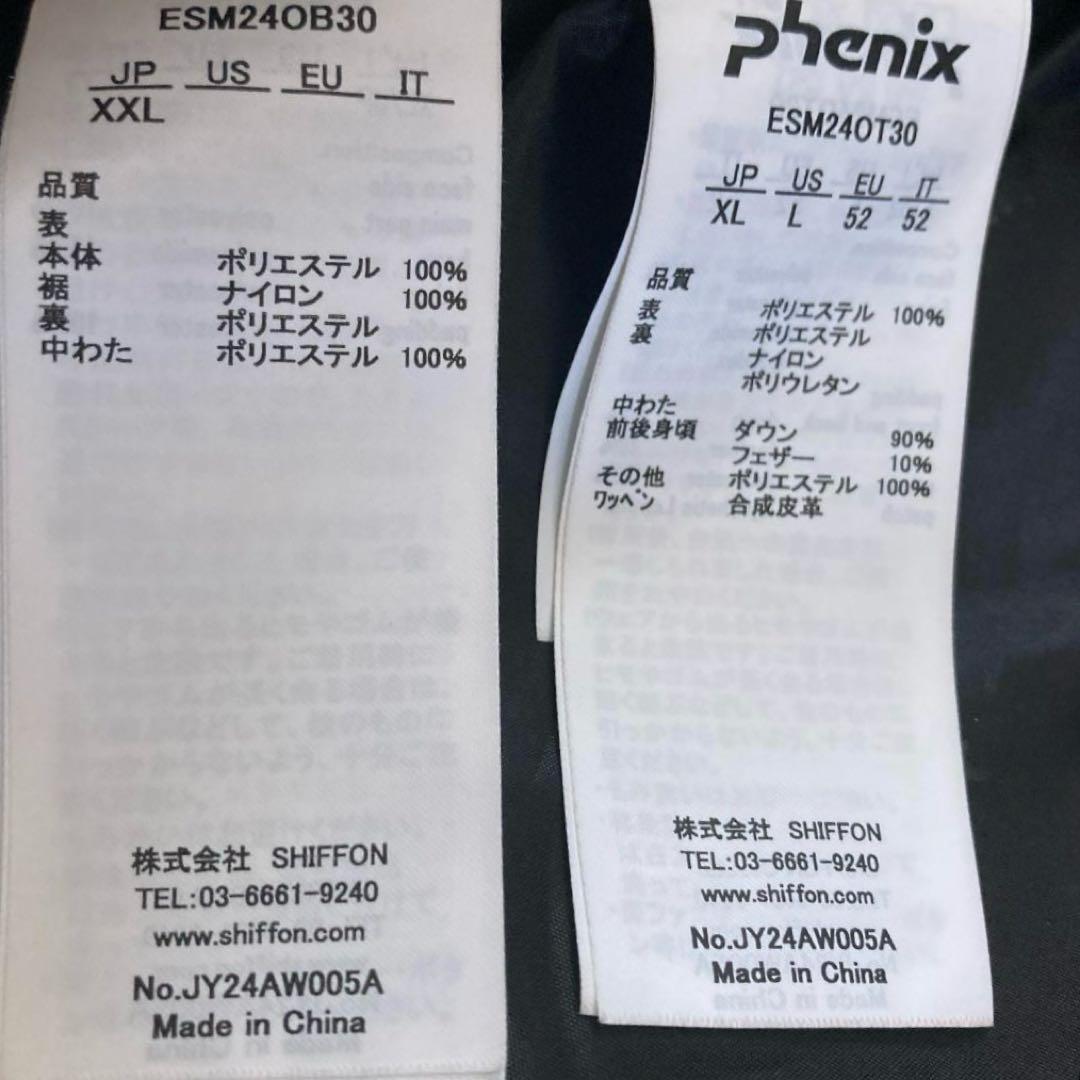 ESM24OB30
JP US EU IT
XXL
品質
表
本体 ポリエステル 100%
裾 ナイロン 100%
裏 ポリエステル
中わた ポリエステル 100%
株式会社 SHIFFON
TEL:03-6661-9240
www.shiffon.com
No.JY24AW005A
Made in China
phenix
ESM24OT30
JP US EU IT
XL L 52 52
品質
表 ポリエステル 100%
裏 ポリエステル
ナイロン
ポリウレタン
中わた
前後身頃 ダウン 90%
フェザー 10%
その他 ポリエステル 100%
ワッペン 合成皮革
株式会社 SHIFFON
TEL:03-6661-9240
www.shiffon.com
No.JY24AW005A
Made in China